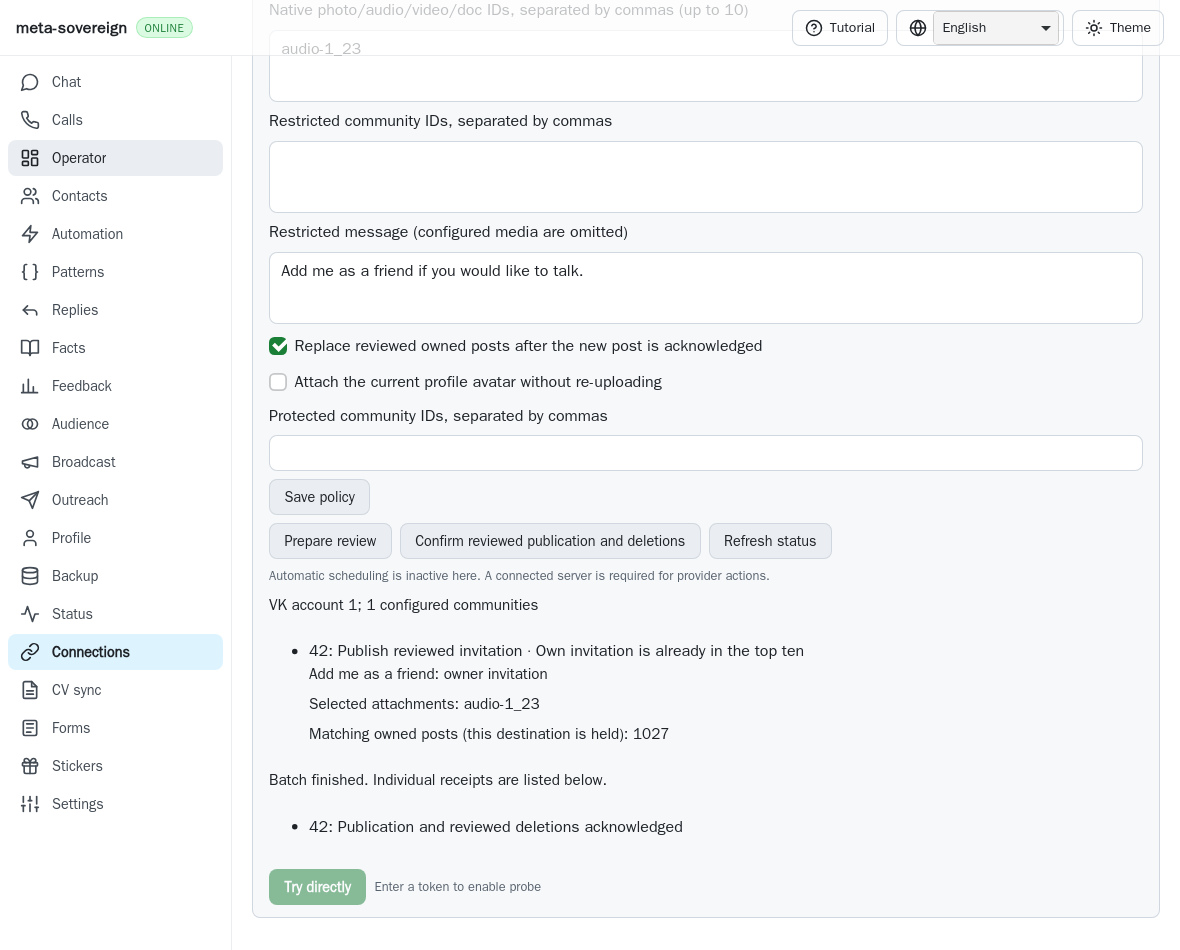 meta-sovereign ONLINE
Tutorial
English
Theme
Chat
Calls
Operator
Contacts
Automation
Patterns
Replies
Facts
Feedback
Audience
Broadcast
Outreach
Profile
Backup
Status
Connections
CV sync
Forms
Stickers
Settings
Native photo/audio/video/doc IDs, separated by commas (up to 10)
audio-1_23
Restricted community IDs, separated by commas
Restricted message (configured media are omitted)
Add me as a friend if you would like to talk.
Replace reviewed owned posts after the new post is acknowledged
Attach the current profile avatar without re-uploading
Protected community IDs, separated by commas
Save policy
Prepare review
Confirm reviewed publication and deletions
Refresh status
Automatic scheduling is inactive here. A connected server is required for provider actions.
VK account 1; 1 configured communities
• 42: Publish reviewed invitation · Own invitation is already in the top ten
Add me as a friend: owner invitation
Selected attachments: audio-1_23
Matching owned posts (this destination is held): 1027
Batch finished. Individual receipts are listed below.
• 42: Publication and reviewed deletions acknowledged
Try directly
Enter a token to enable probe